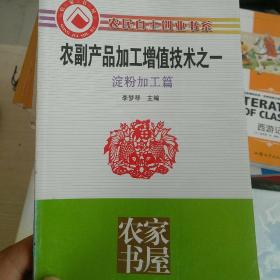 农民自主创业书系
农副产品加工增值技术之一
淀粉加工篇
李梦琴 主编
农家
书屋
TERAT
OF CLAS
西游记